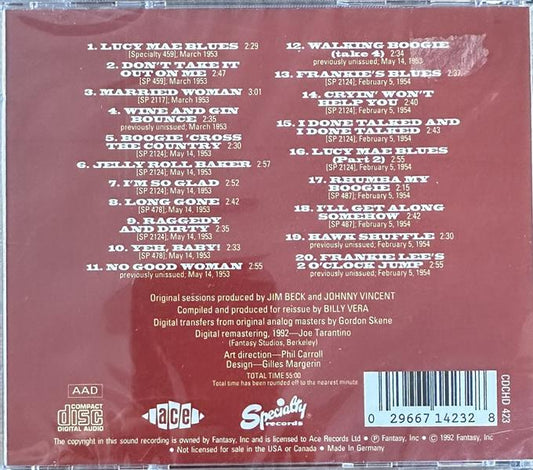 1. LUCY MAE BLUES 2:29
[Specialty 459], March 1953
2. DON'T TAKE IT
OUT ON ME 2:47
[SP 459], March 1953
3. MARRIED WOMAN 3:01
[SP 2117], March 1953
4. WINE AND GIN
BOUNCE 2:35
previously unissued; March 1953
5. BOOGIE 'CROSS
THE COUNTRY 2:30
[SP 2124], May 14, 1953
6. JELLY ROLL BAKER 2:57
[SP 2124], May 14, 1953
7. I'M SO GLAD 2:52
[SP 2124], May 14, 1953
8. LONG GONE 2:42
[SP 478], May 14, 1953
9. RAGGEDY
AND DIRTY 2:35
[SP 2124], May 14, 1953
10. YEH, BABY! 2:33
[SP 478], May 14, 1953
11. NO GOOD WOMAN 2:55
previously unissued; May 14, 1953
12. WALKING BOOGIE
(take 4) 2:34
previously unissued; May 14, 1953
13. FRANKIE'S BLUES 2:37
[SP 2124], February 5, 1954
14. CRYIN' WON'T
HELP YOU 2:40
[SP 2124], February 5, 1954
15. I DONE TALKED AND
I DONE TALKED 2:43
[SP 2124], February 5, 1954
16. LUCY MAE BLUES
(Part 2) 2:55
previously unissued; February 5, 1954
17. RHUMBA MY
BOOGIE 2:15
[SP 487], February 5, 1954
18. I'LL GET ALONG
SOMEHOW 2:42
[SP 487], February 5, 1954
19. HAWK SHUFFLE 2:30
previously unissued; February 5, 1954
20. FRANKIE LEE'S
2 O'CLOCK JUMP 2:55
previously unissued; February 5, 1954
Original sessions produced by JIM BECK and JOHNNY VINCENT
Compiled and produced for reissue by BILLY VERA
Digital transfers from original analog masters by Gordon Skene
Digital remastering, 1992—Joe Tarantino
(Fantasy Studios, Berkeley)
Art direction—Phil Carroll
Design—Gilles Margerin
TOTAL TIME 55:00
Total time has been rounded off to the nearest minute
AAD
COMPACT
disc
DIGITAL AUDIO
ace
Specialty
records
0 29667 14232 8
CDCHD 423
The copyright in this sound recording is owned by Fantasy, Inc and is licensed to Ace Records Ltd • ℗ Fantasy, Inc • © 1992 Fantasy, Inc
• Not licensed for sale in the USA or Canada. • Made in Germany